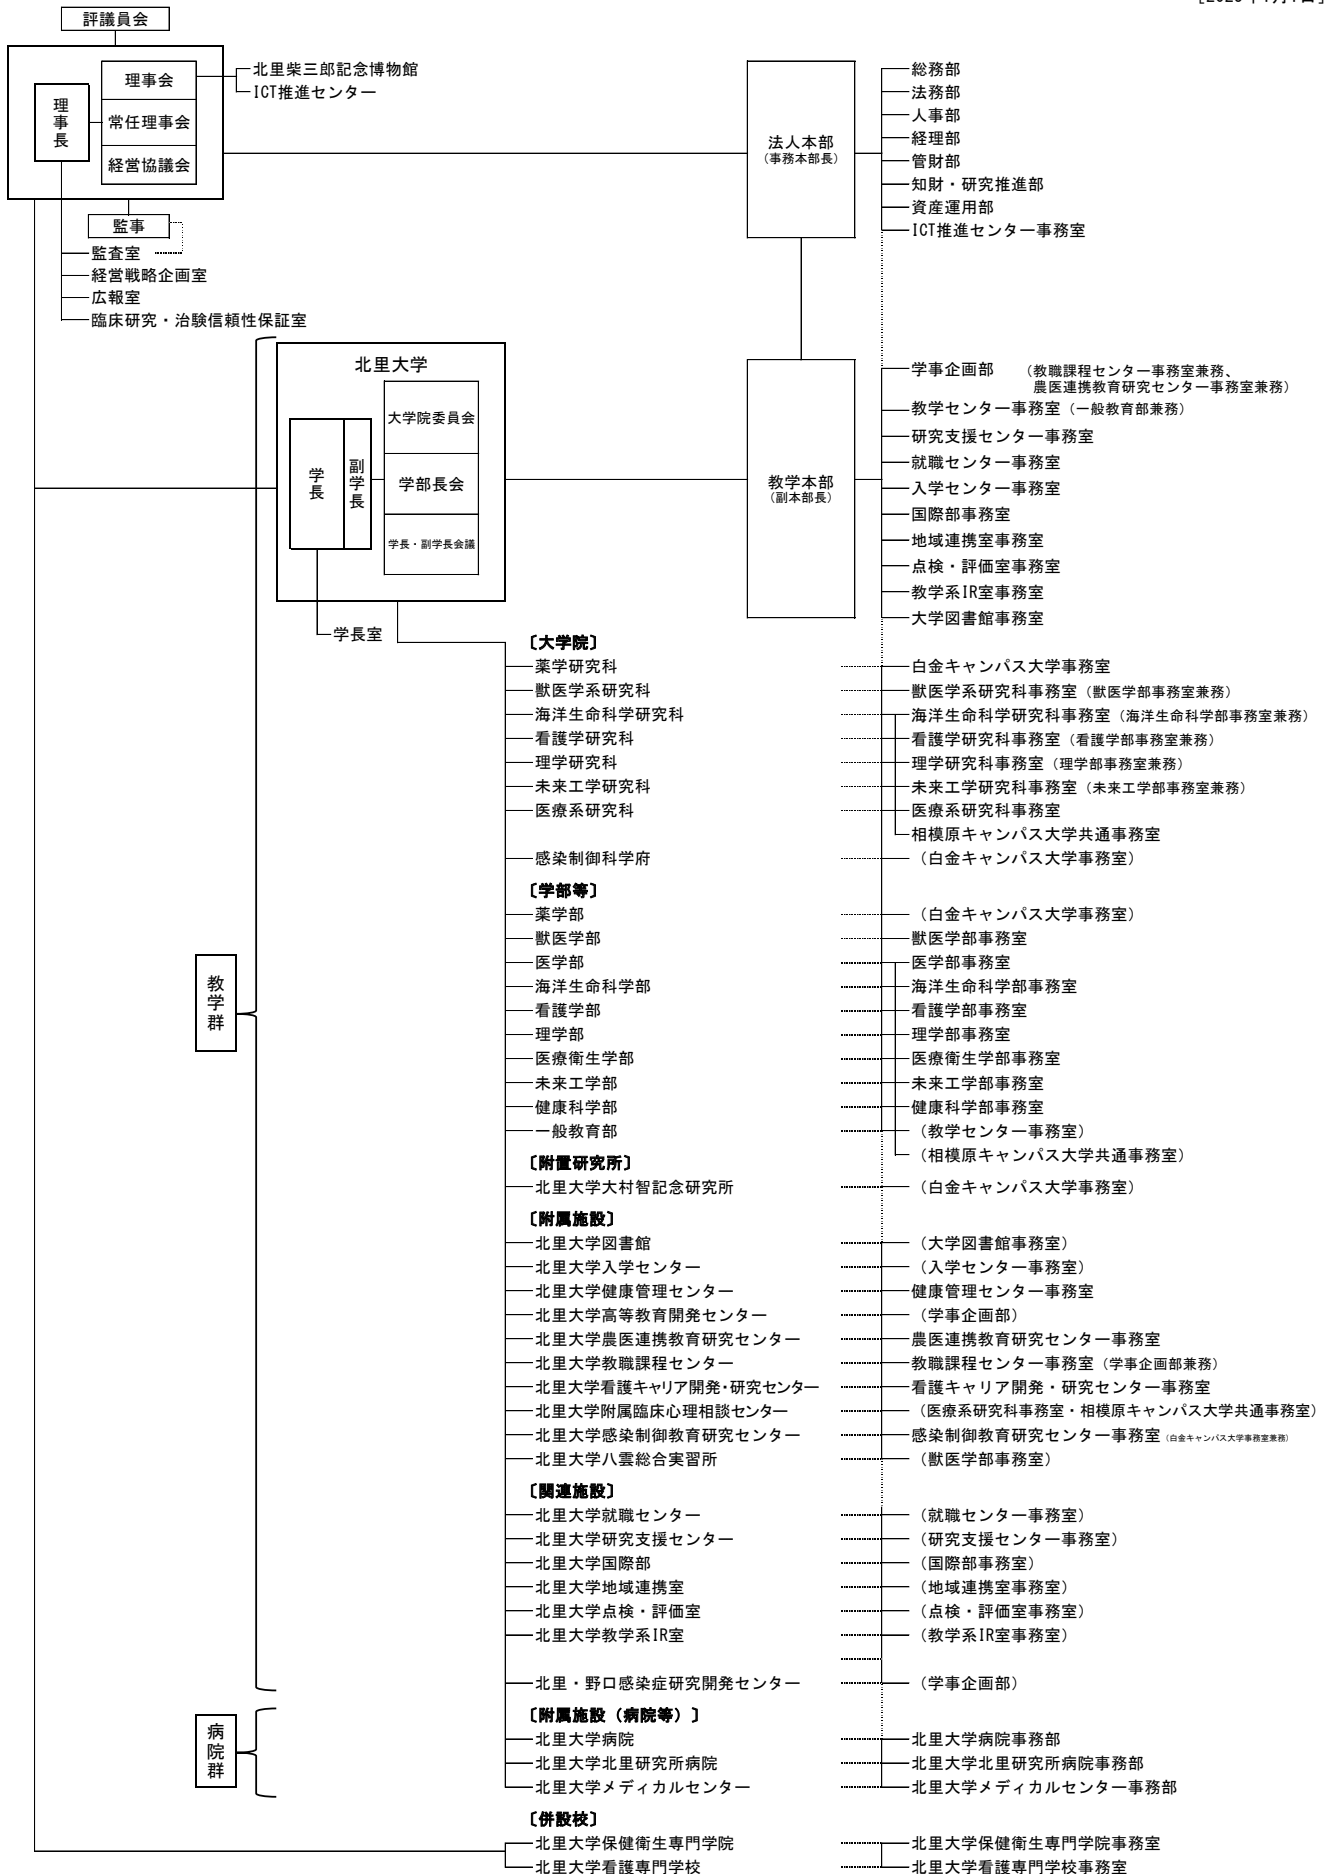 評議員会
理事長
理事会
常任理事会
経営協議会
北里柴三郎記念博物館
ICT推進センター
監事
監査室
経営戦略企画室
広報室
臨床研究・治験信頼性保証室
法人本部
(事務本部長)
総務部
法務部
人事部
経理部
管財部
知財・研究推進部
資産運用部
ICT推進センター事務室
北里大学
学長
副学長
大学院委員会
学部長会
学長・副学長会議
学長室
教学本部
(副本部長)
学事企画部 (教職課程センター事務室兼務、
農医連携教育研究センター事務室兼務)
教学センター事務室 (一般教育部兼務)
研究支援センター事務室
就職センター事務室
入学センター事務室
国際部事務室
地域連携室事務室
点検・評価室事務室
教学系IR室事務室
大学図書館事務室
教学群
病院群
〔大学院〕
薬学研究科 白金キャンパス大学事務室
獣医学系研究科 獣医学系研究科事務室 (獣医学部事務室兼務)
海洋生命科学研究科 海洋生命科学研究科事務室 (海洋生命科学部事務室兼務)
看護学研究科 看護学研究科事務室 (看護学部事務室兼務)
理学研究科 理学研究科事務室 (理学部事務室兼務)
未来工学研究科 未来工学研究科事務室 (未来工学部事務室兼務)
医療系研究科 医療系研究科事務室
相模原キャンパス大学共通事務室
感染制御科学府 (白金キャンパス大学事務室)
〔学部等〕
薬学部 (白金キャンパス大学事務室)
獣医学部 獣医学部事務室
医学部 医学部事務室
海洋生命科学部 海洋生命科学部事務室
看護学部 看護学部事務室
理学部 理学部事務室
医療衛生学部 医療衛生学部事務室
未来工学部 未来工学部事務室
健康科学部 健康科学部事務室
一般教育部 (教学センター事務室)
(相模原キャンパス大学共通事務室)
〔附置研究所〕
北里大学大村智記念研究所 (白金キャンパス大学事務室)
〔附属施設〕
北里大学図書館 (大学図書館事務室)
北里大学入学センター (入学センター事務室)
北里大学健康管理センター 健康管理センター事務室
北里大学高等教育開発センター (学事企画部)
北里大学農医連携教育研究センター 農医連携教育研究センター事務室
北里大学教職課程センター 教職課程センター事務室 (学事企画部兼務)
北里大学看護キャリア開発・研究センター 看護キャリア開発・研究センター事務室
北里大学附属臨床心理相談センター (医療系研究科事務室・相模原キャンパス大学共通事務室)
北里大学感染制御教育研究センター 感染制御教育研究センター事務室 (白金キャンパス大学事務室兼務)
北里大学八雲総合実習所 (獣医学部事務室)
〔関連施設〕
北里大学就職センター (就職センター事務室)
北里大学研究支援センター (研究支援センター事務室)
北里大学国際部 (国際部事務室)
北里大学地域連携室 (地域連携室事務室)
北里大学点検・評価室 (点検・評価室事務室)
北里大学教学系IR室 (教学系IR室事務室)
北里・野口感染症研究開発センター (学事企画部)
〔附属施設（病院等）〕
北里大学病院 北里大学病院事務部
北里大学北里研究所病院 北里大学北里研究所病院事務部
北里大学メディカルセンター 北里大学メディカルセンター事務部
〔併設校〕
北里大学保健衛生専門学院 北里大学保健衛生専門学院事務室
北里大学看護専門学校 北里大学看護専門学校事務室